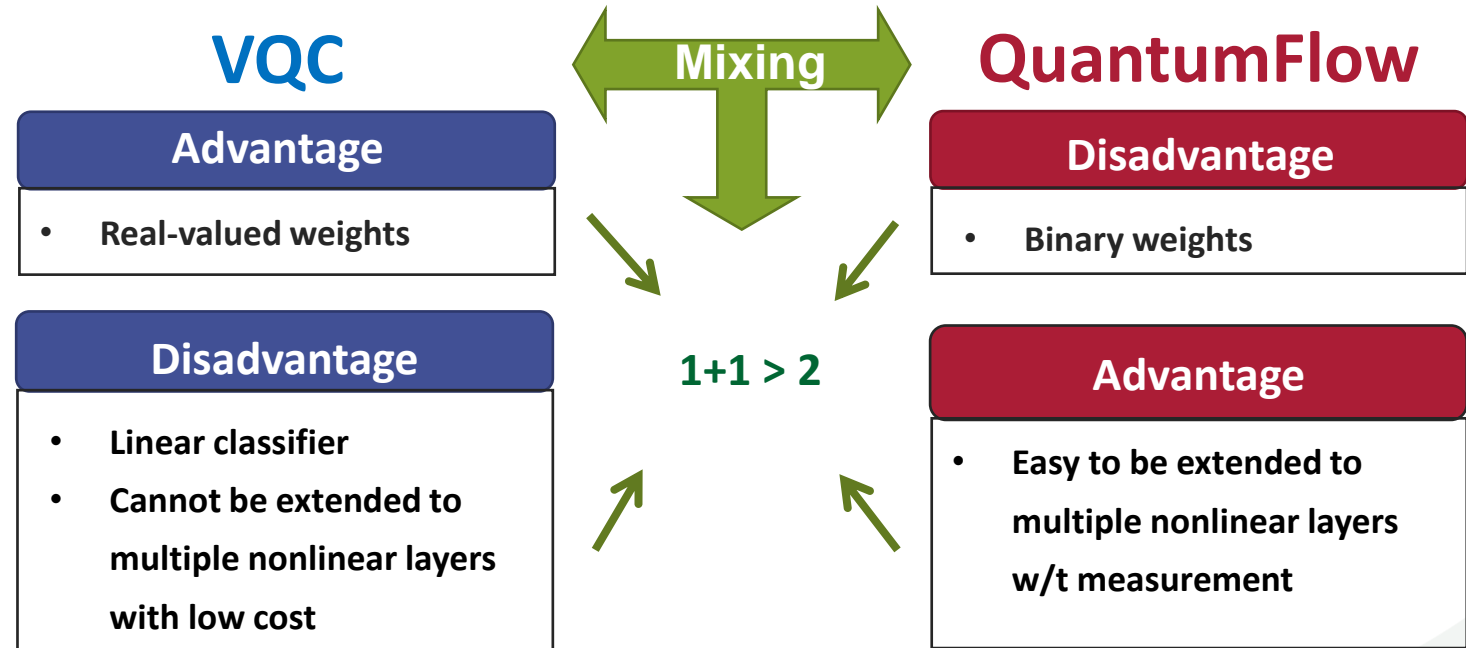 VQC
Mixing
QuantumFlow
Advantage
• Real-valued weights
Disadvantage
• Linear classifier
• Cannot be extended to
multiple nonlinear layers
with low cost
1+1 > 2
Disadvantage
• Binary weights
Advantage
• Easy to be extended to
multiple nonlinear layers
w/t measurement